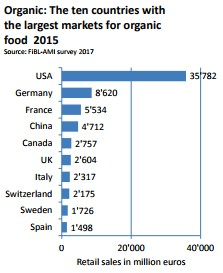 Organic: The ten countries with
the largest markets for organic
food  2015
Source: FiBL-AMI survey 2017
USA 35'782
Germany 8'620
France 5'534
China 4'712
Canada 2'757
UK 2'604
Italy 2'317
Switzerland 2'175
Sweden 1'726
Spain 1'498
0 20'000 40'000
Retail sales in million euros